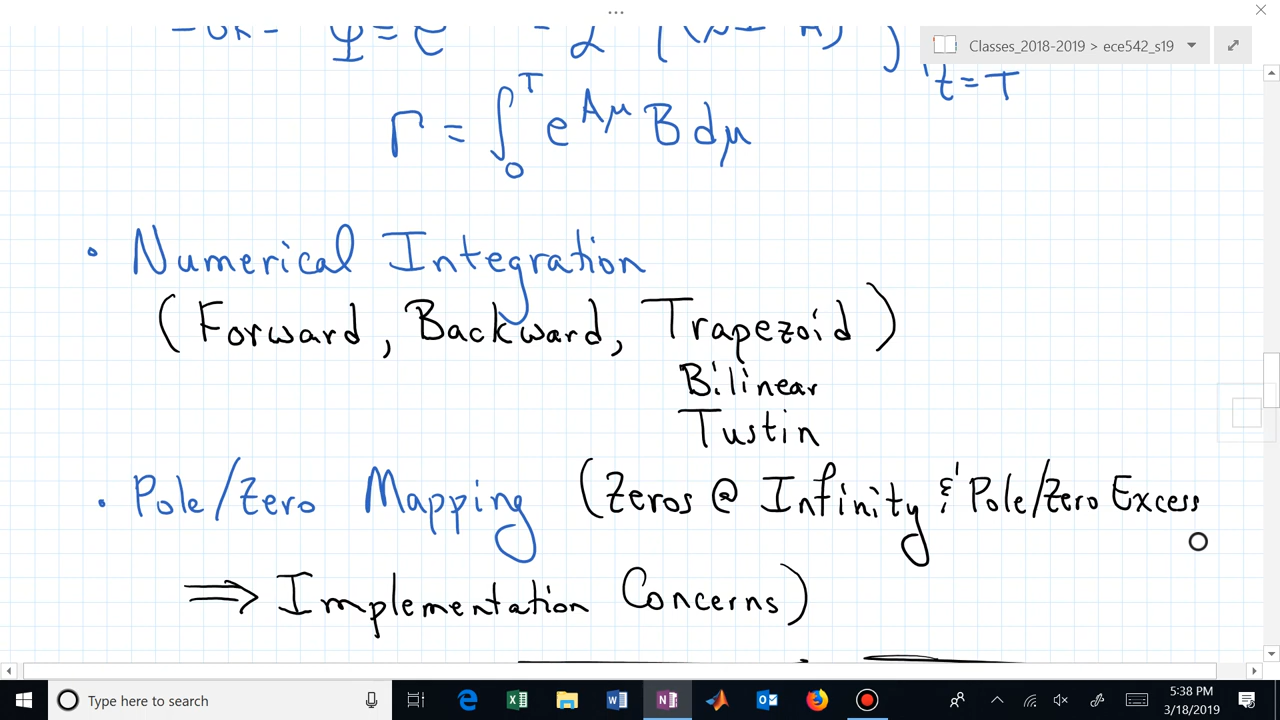 ...
Classes_2018-2019 > ece542_s19
-OR- Ψ = e
t = T
Γ = ∫₀ᵀ e^{Aμ} B dμ
• Numerical Integration
(Forward, Backward, Trapezoid)
Bilinear
Tustin
• Pole/Zero Mapping (Zeros @ Infinity & Pole/Zero Excess
⟹ Implementation Concerns)
Type here to search
5:38 PM
3/18/2019